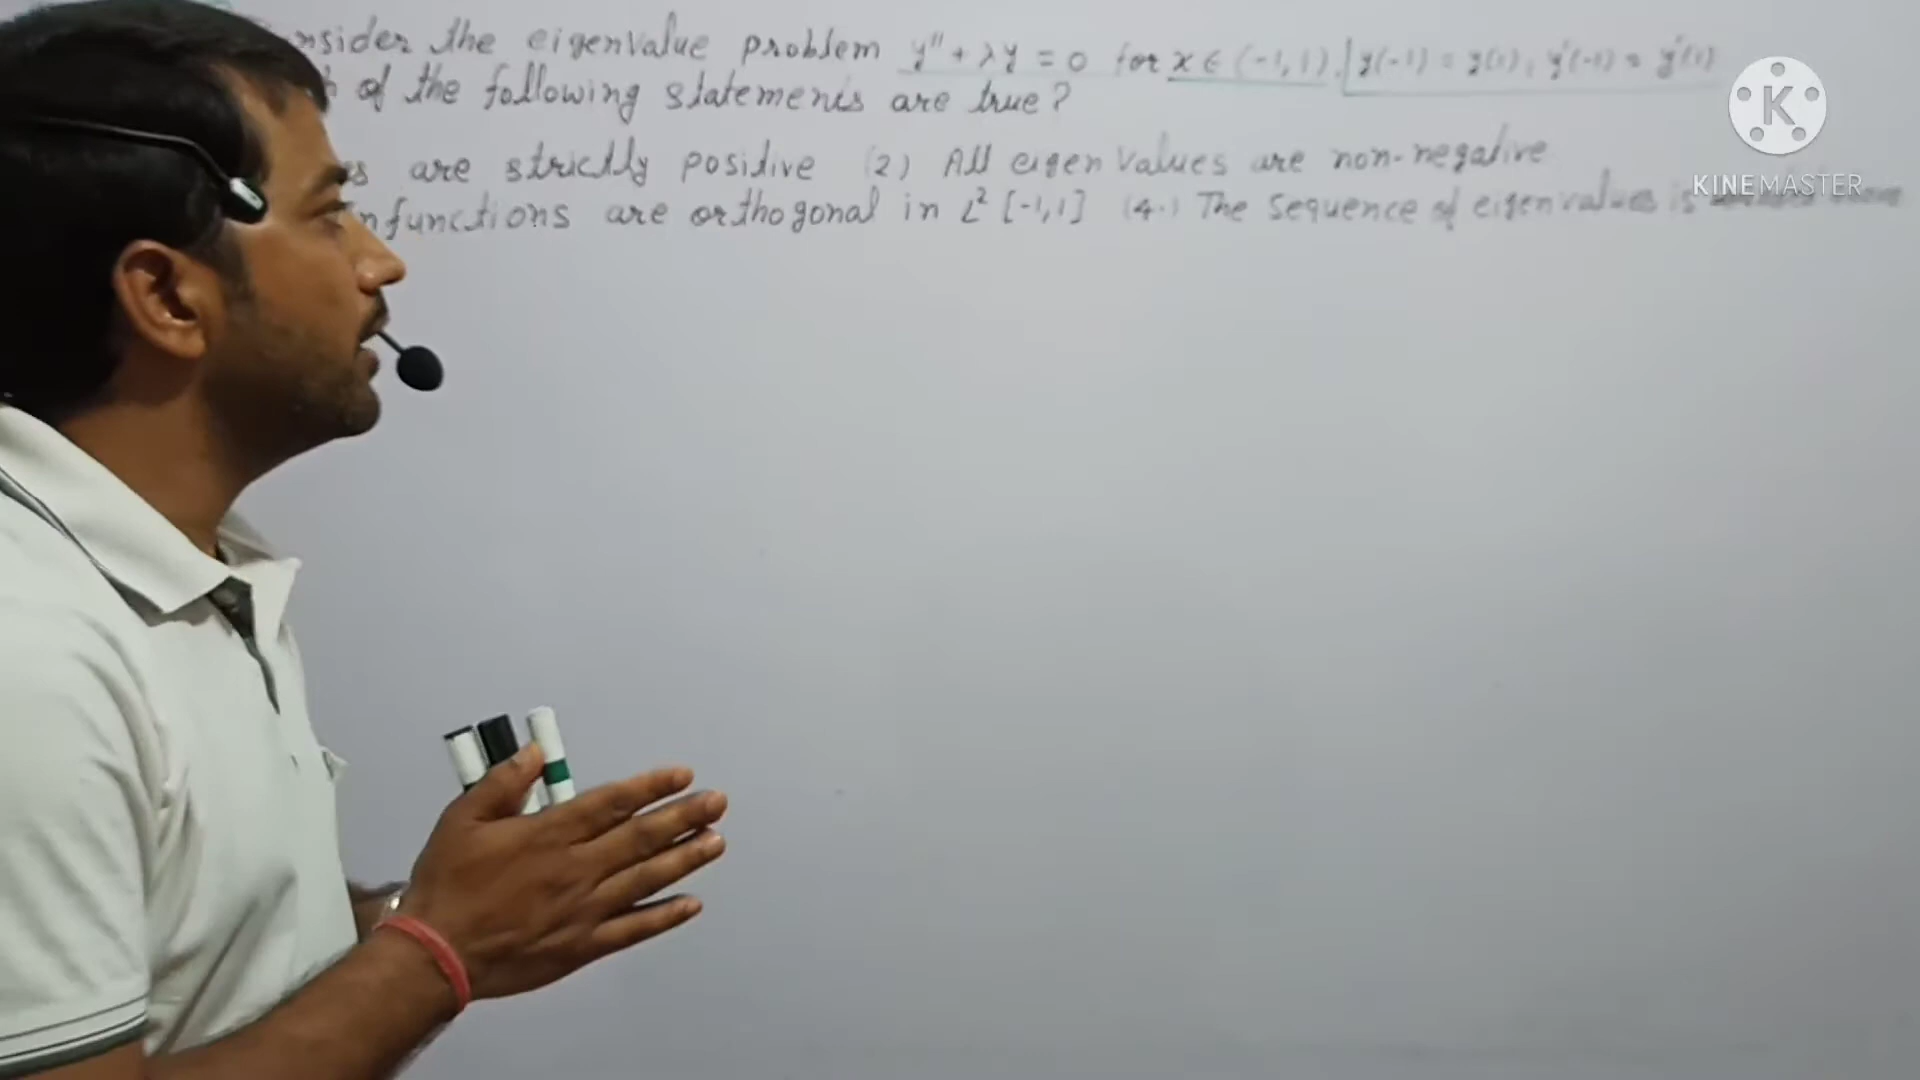 nsider the eigenvalue problem y'' + λy = 0 for x ∈ (-1, 1). y(-1) = y(1), y'(-1) = y'(1)
h of the following statements are true?
s are strictly positive (2) All eigen values are non-negative
nfunctions are orthogonal in L² [-1,1] (4.) The sequence of eigenvalues is
K
KINEMASTER